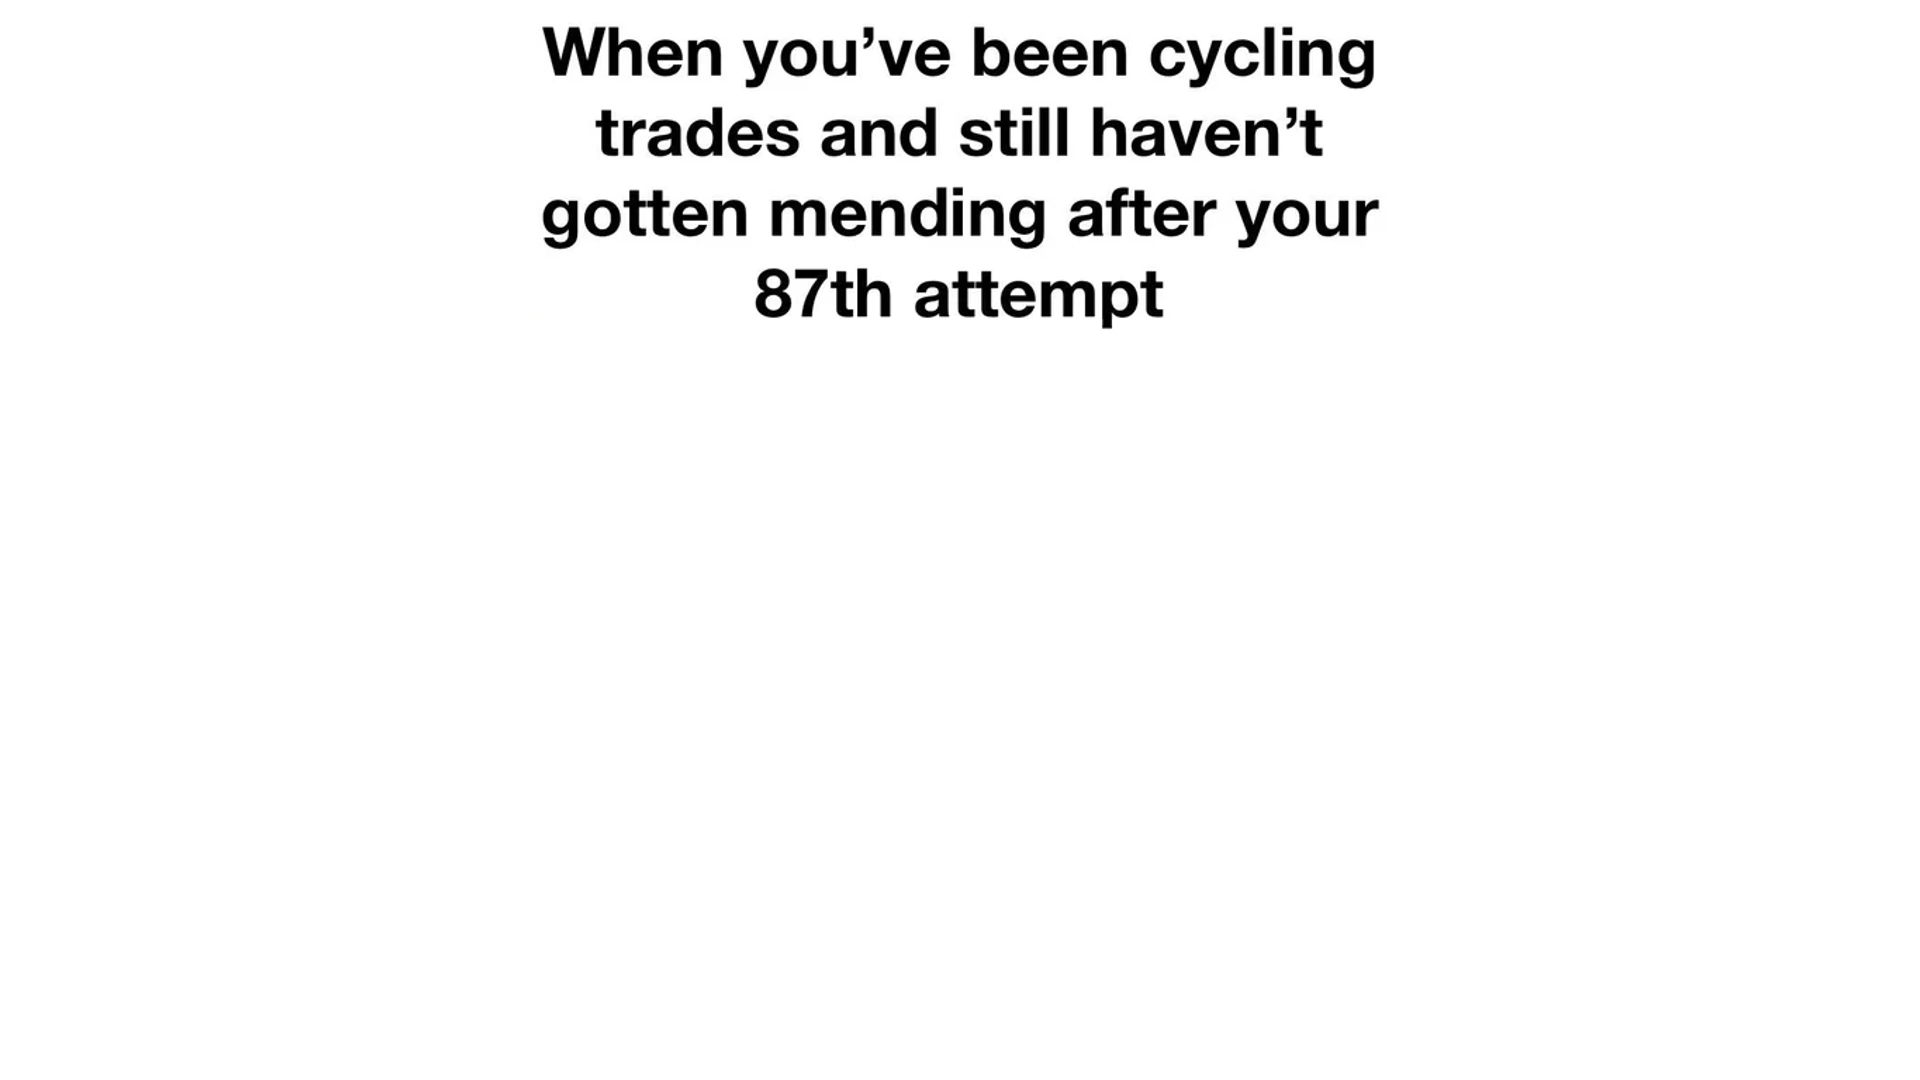 When you’ve been cycling
trades and still haven’t
gotten mending after your
87th attempt